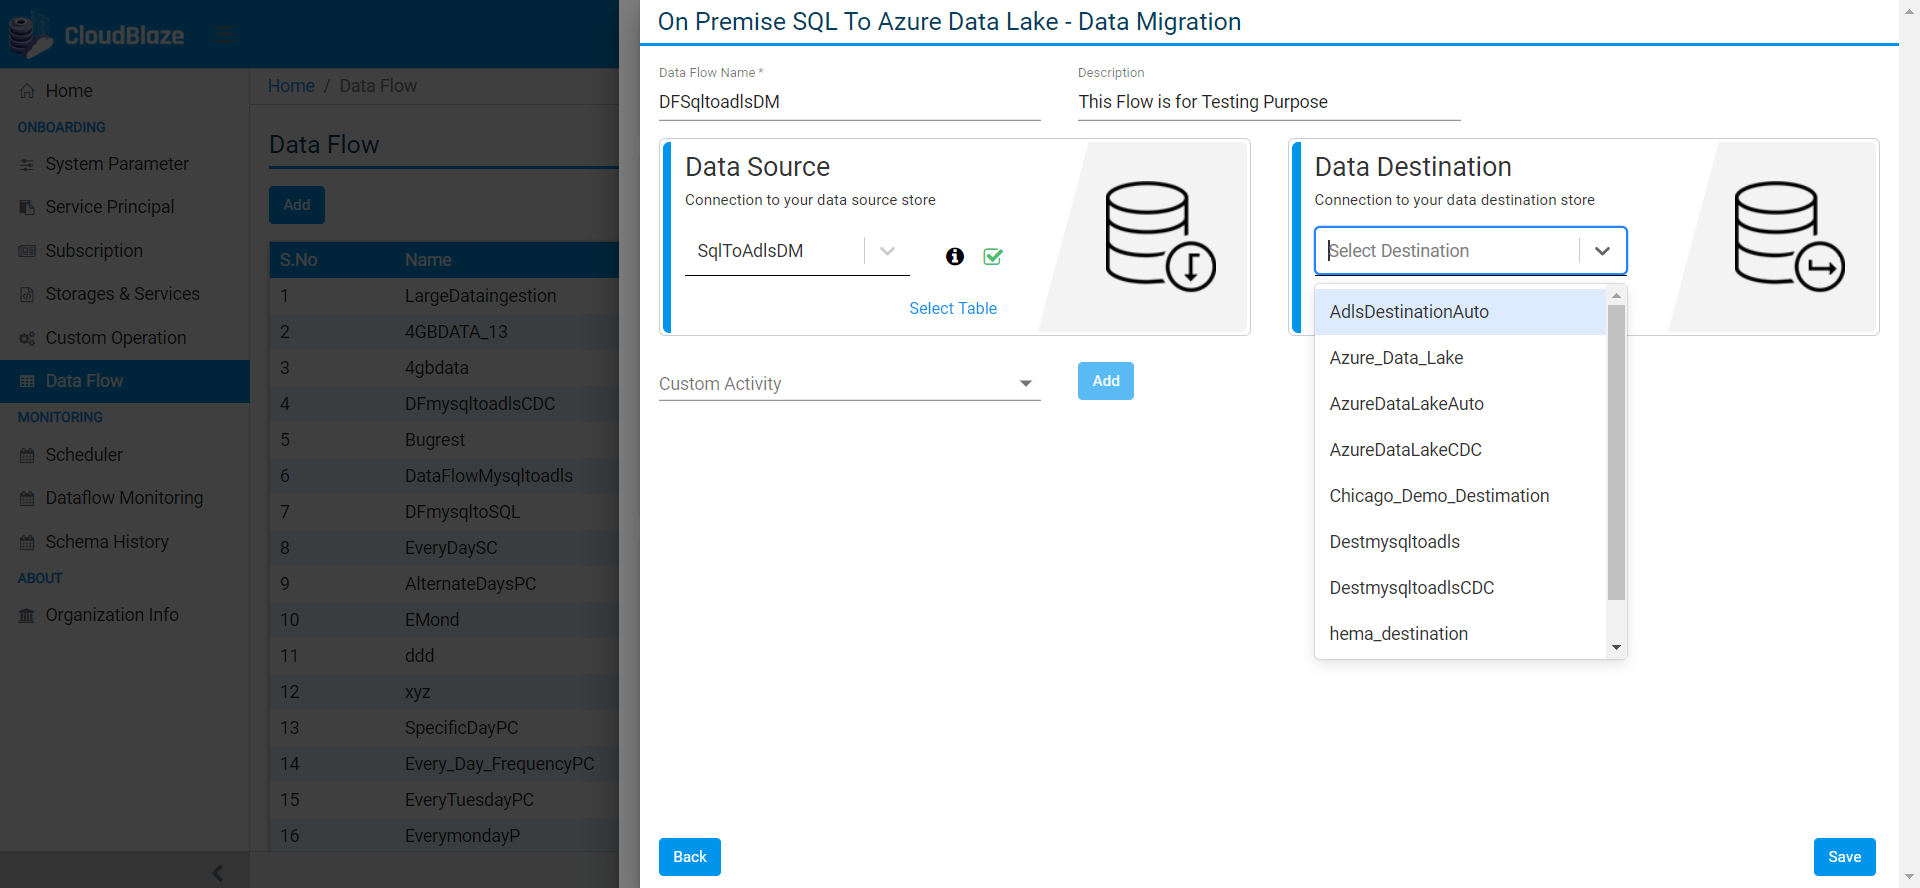 CloudBlaze
Home
ONBOARDING
System Parameter
Service Principal
Subscription
Storages & Services
Custom Operation
Data Flow
MONITORING
Scheduler
Dataflow Monitoring
Schema History
ABOUT
Organization Info
Home / Data Flow
Data Flow
Add
S.No Name
1 LargeDataingestion
2 4GBDATA_13
3 4gbdata
4 DFmysqltoadlsCDC
5 Bugrest
6 DataFlowMysqltoadls
7 DFmysqltoSQL
8 EveryDaySC
9 AlternateDaysPC
10 EMond
11 ddd
12 xyz
13 SpecificDayPC
14 Every_Day_FrequencyPC
15 EveryTuesdayPC
16 EverymondayP
On Premise SQL To Azure Data Lake - Data Migration
Data Flow Name *
DFSqltoadlsDM
Description
This Flow is for Testing Purpose
Data Source
Connection to your data source store
SqlToAdlsDM
Select Table
Data Destination
Connection to your data destination store
Select Destination
AdlsDestinationAuto
Azure_Data_Lake
AzureDataLakeAuto
AzureDataLakeCDC
Chicago_Demo_Destimation
Destmysqltoadls
DestmysqltoadlsCDC
hema_destination
Custom Activity
Add
Back
Save